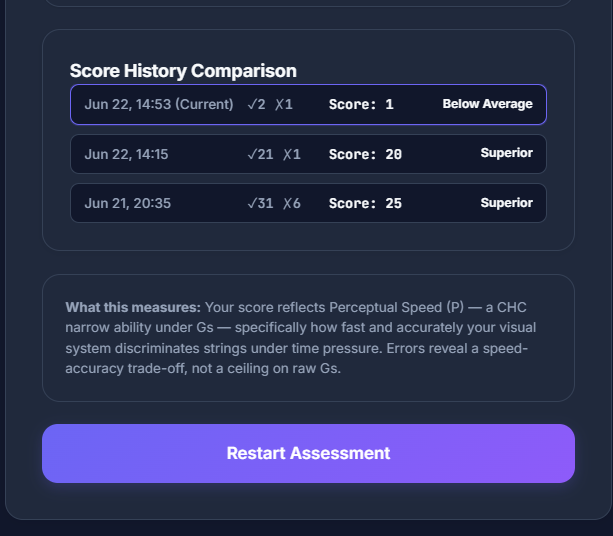 Score History Comparison
Jun 22, 14:53 (Current) ✓2 ✗1 Score: 1 Below Average
Jun 22, 14:15 ✓21 ✗1 Score: 20 Superior
Jun 21, 20:35 ✓31 ✗6 Score: 25 Superior
What this measures: Your score reflects Perceptual Speed (P) — a CHC
narrow ability under Gs — specifically how fast and accurately your visual
system discriminates strings under time pressure. Errors reveal a speed-
accuracy trade-off, not a ceiling on raw Gs.
Restart Assessment